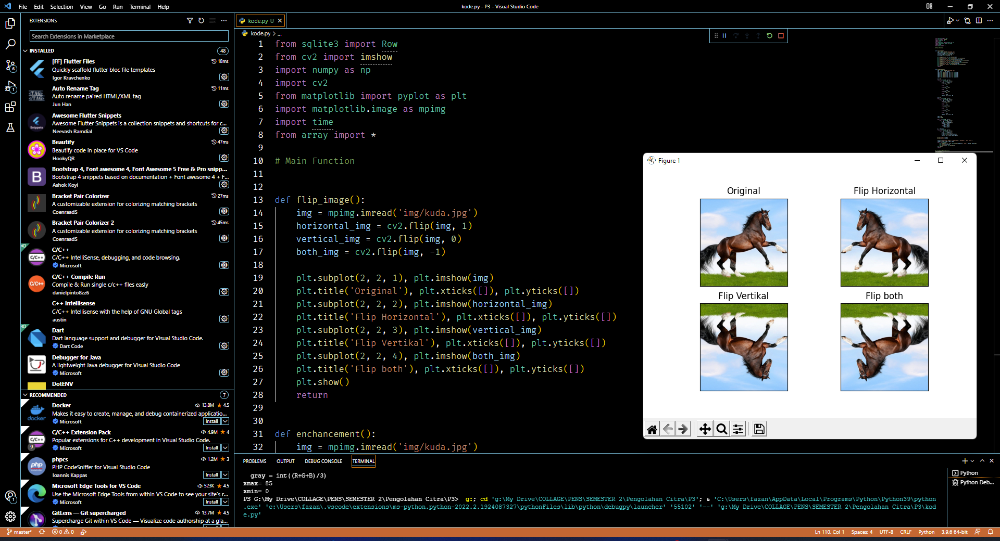 File Edit Selection View Go Run Terminal Help
kode.py - P3 - Visual Studio Code
EXTENSIONS
Search Extensions in Marketplace
INSTALLED 48
[FF] Flutter Files 18ms
Quickly scaffold flutter bloc file templates
Igor Kravchenko
Auto Rename Tag 11ms
Auto rename paired HTML/XML tag
Jun Han
Awesome Flutter Snippets
Awesome Flutter Snippets is a collection snippets and shortcuts for c...
Neevash Ramdial
Beautify 47ms
Beautify code in place for VS Code
HookyQR
Bootstrap 4, Font awesome 4, Font Awesome 5 Free & Pro snipp...
Bootstrap 4 snippets based on documentation + Font awesome 4 + F...
Ashok Koyi
Bracket Pair Colorizer 27ms
A customizable extension for colorizing matching brackets
CoenraadS
Bracket Pair Colorizer 2 45ms
A customizable extension for colorizing matching brackets
CoenraadS
C/C++
C/C++ IntelliSense, debugging, and code browsing.
Microsoft
C/C++ Compile Run
Compile & Run single c/c++ files easly
danielpinto8zz6
C++ Intellisense
C/C++ Intellisense with the help of GNU Global tags
austin
Dart
Dart language support and debugger for Visual Studio Code.
Dart Code
Debugger for Java
A lightweight Java debugger for Visual Studio Code
Microsoft
DotENV
RECOMMENDED 7
Docker 13.8M 4.5
Makes it easy to create, manage, and debug containerized applicatio...
Microsoft Install
C/C++ Extension Pack 4.9M 4
Popular extensions for C++ development in Visual Studio Code.
Microsoft Install
phpcs 1.2M 3
PHP CodeSniffer for Visual Studio Code
Ioannis Kappas Install
Microsoft Edge Tools for VS Code 523K 4.5
Use the Microsoft Edge Tools from within VS Code to see your site's r...
Microsoft Install
GitLens — Git supercharged 13.7M 4.5
Supercharge Git within VS Code — Visualize code authorship at a gla...
kode.py U
kode.py > ...
1 from sqlite3 import Row
2 from cv2 import imshow
3 import numpy as np
4 import cv2
5 from matplotlib import pyplot as plt
6 import matplotlib.image as mpimg
7 import time
8 from array import *
9
10 # Main Function
11
12
13 def flip_image():
14 img = mpimg.imread('img/kuda.jpg')
15 horizontal_img = cv2.flip(img, 1)
16 vertical_img = cv2.flip(img, 0)
17 both_img = cv2.flip(img, -1)
18
19 plt.subplot(2, 2, 1), plt.imshow(img)
20 plt.title('Original'), plt.xticks([]), plt.yticks([])
21 plt.subplot(2, 2, 2), plt.imshow(horizontal_img)
22 plt.title('Flip Horizontal'), plt.xticks([]), plt.yticks([])
23 plt.subplot(2, 2, 3), plt.imshow(vertical_img)
24 plt.title('Flip Vertikal'), plt.xticks([]), plt.yticks([])
25 plt.subplot(2, 2, 4), plt.imshow(both_img)
26 plt.title('Flip both'), plt.xticks([]), plt.yticks([])
27 plt.show()
28 return
29
30
31 def enchancement():
32 img = mpimg.imread('img/kuda.jpg')
Figure 1
Original Flip Horizontal
Flip Vertikal Flip both
PROBLEMS OUTPUT DEBUG CONSOLE TERMINAL
gray = int((R+G+B)/3)
xmax= 85
xmin= 0
PS G:\My Drive\COLLAGE\PENS\SEMESTER 2\Pengolahan Citra\P3> g:; cd 'g:\My Drive\COLLAGE\PENS\SEMESTER 2\Pengolahan Citra\P3'; & 'C:\Users\fazan\AppData\Local\Programs\Python\Python39\python
.exe' 'c:\Users\fazan\.vscode\extensions\ms-python.python-2022.2.1924087327\pythonFiles\lib\python\debugpy\launcher' '55102' '--' 'g:\My Drive\COLLAGE\PENS\SEMESTER 2\Pengolahan Citra\P3\kod
e.py'
Python
Python Deb...
master* 0 0
Ln 110, Col 1 Spaces: 4 UTF-8 CRLF Python 3.9.6 64-bit